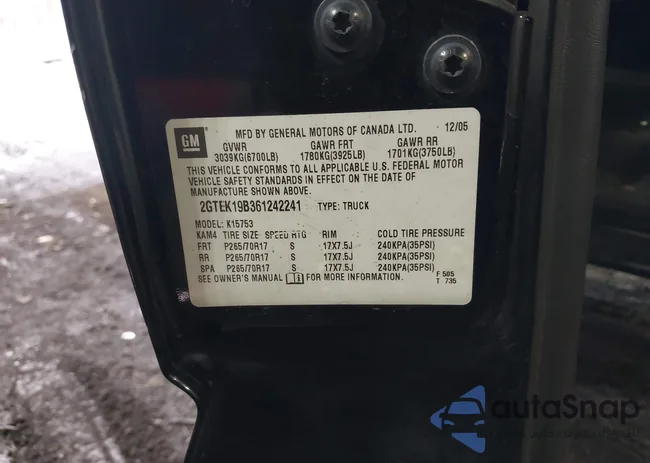 GM
MFD BY GENERAL MOTORS OF CANADA LTD. 12/05
GVWR GAWR FRT GAWR RR
3039KG(6700LB) 1780KG(3925LB) 1701KG(3750LB)
THIS VEHICLE CONFORMS TO ALL APPLICABLE U.S. FEDERAL MOTOR
VEHICLE SAFETY STANDARDS IN EFFECT ON THE DATE OF
MANUFACTURE SHOWN ABOVE.
2GTEK19B361242241 TYPE: TRUCK
MODEL: K15753
KAM4 TIRE SIZE SPEED RTG RIM COLD TIRE PRESSURE
FRT P265/70R17 S 17X7.5J 240KPA(35PSI)
RR P265/70R17 S 17X7.5J 240KPA(35PSI)
SPA P265/70R17 S 17X7.5J 240KPA(35PSI)
SEE OWNER'S MANUAL FOR MORE INFORMATION.
F 505
T 735
autaSnap